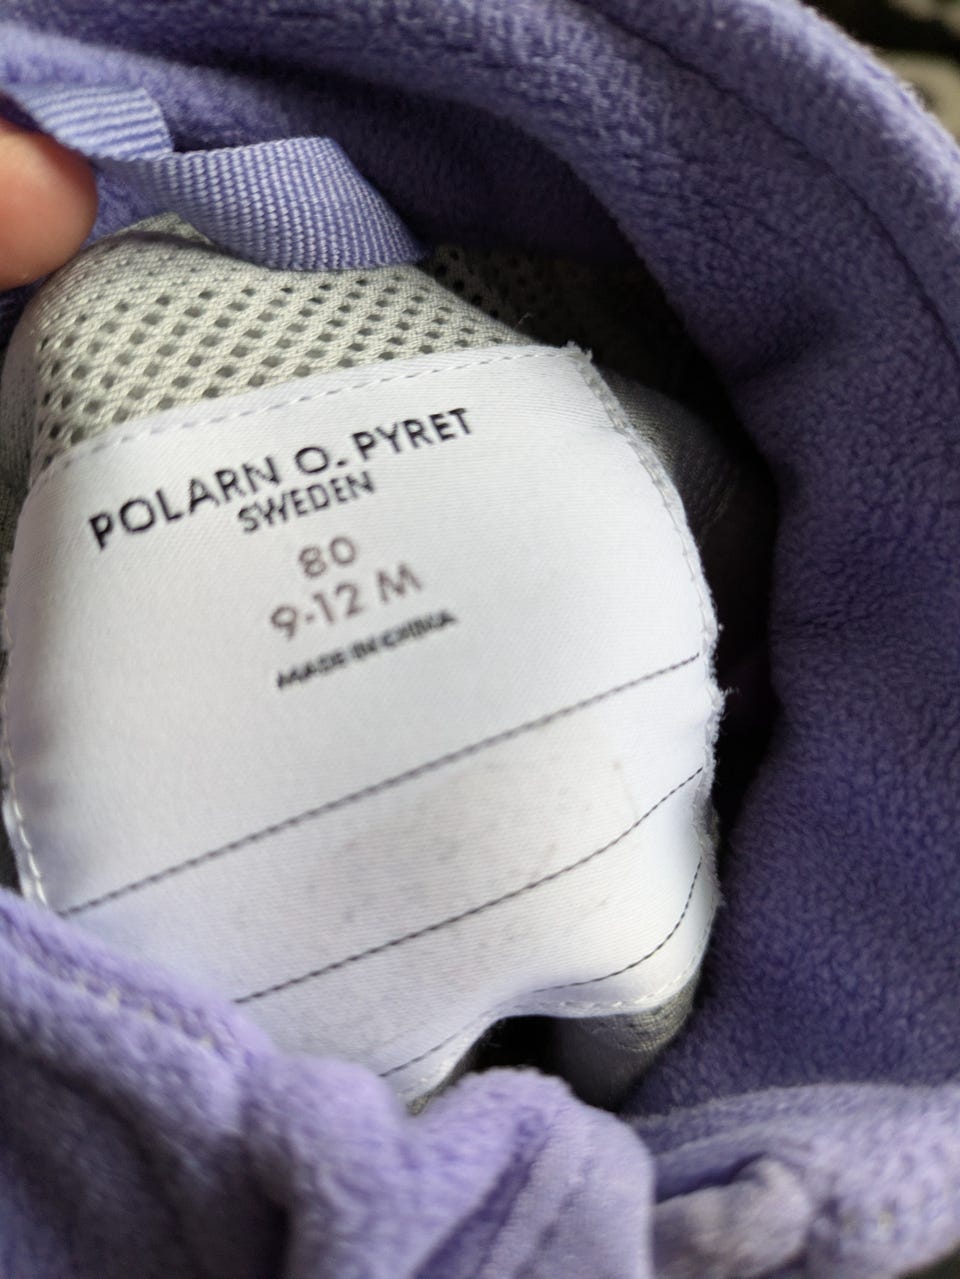 POLARN O. PYRET
SWEDEN
80
9-12 M
MADE IN CHINA